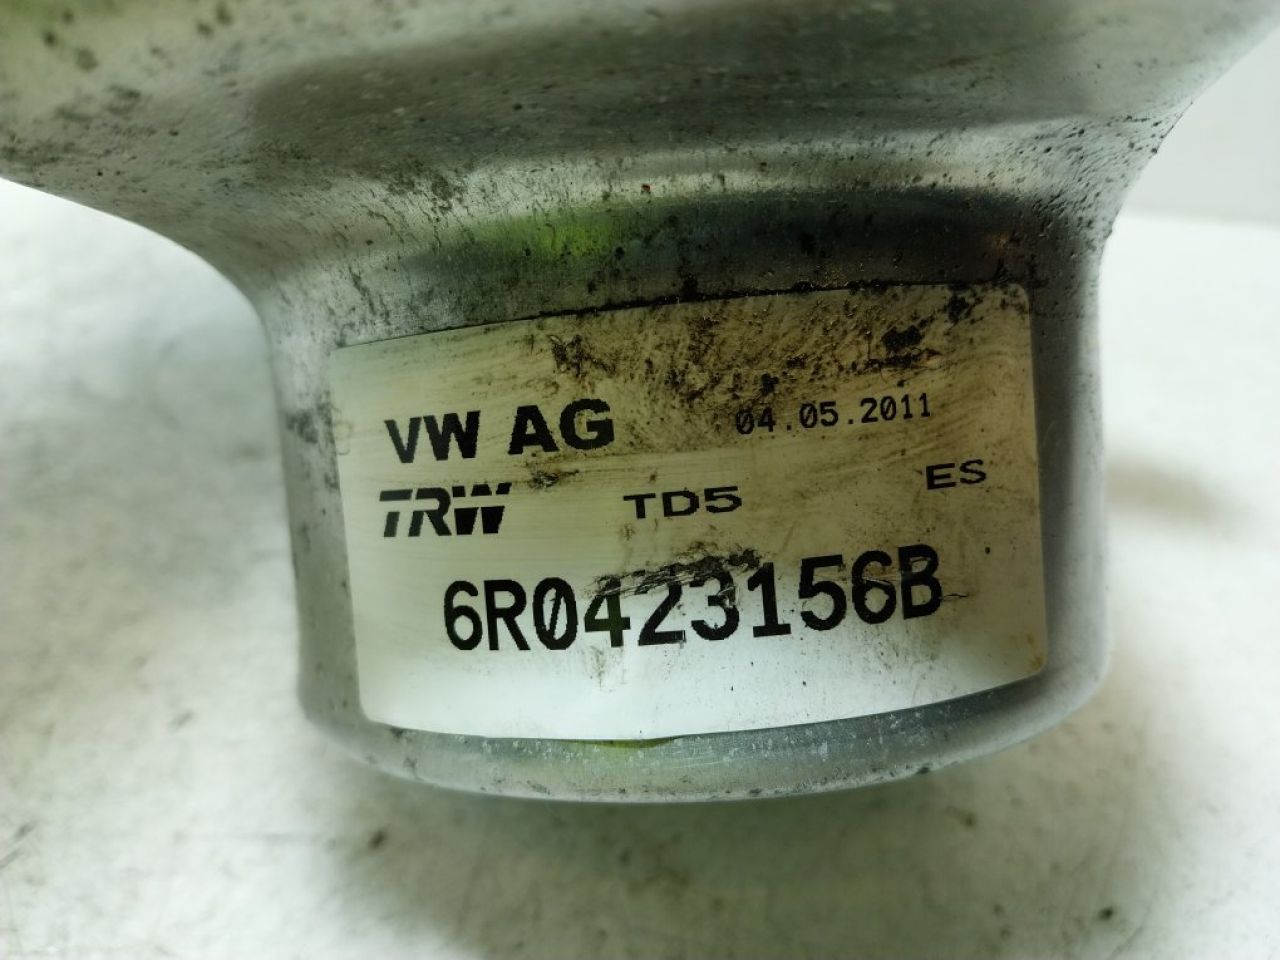 VW AG 04.05.2011
TRW TD5 ES
6R0423156B